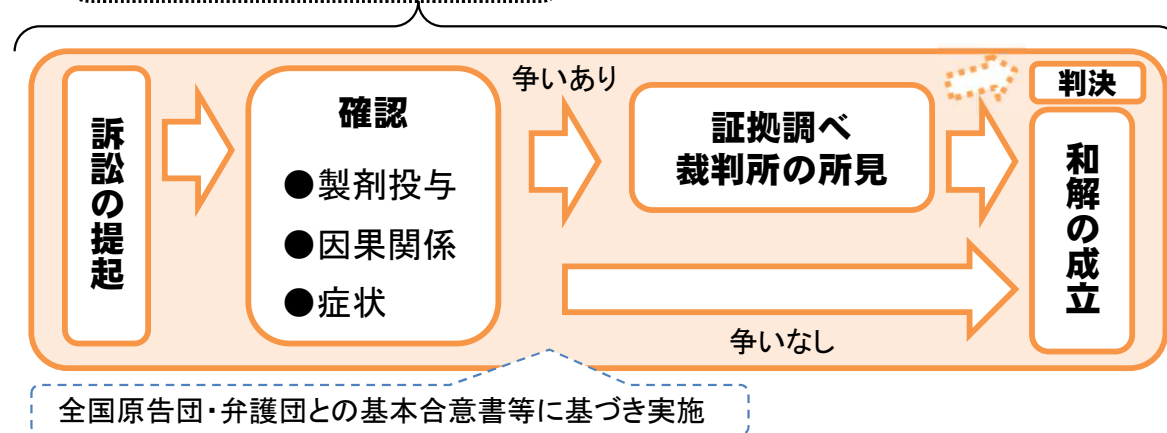 訴訟の提起
確認
●製剤投与
●因果関係
●症状
争いあり
証拠調べ
裁判所の所見
争いなし
判決
和解の成立
全国原告団・弁護団との基本合意書等に基づき実施